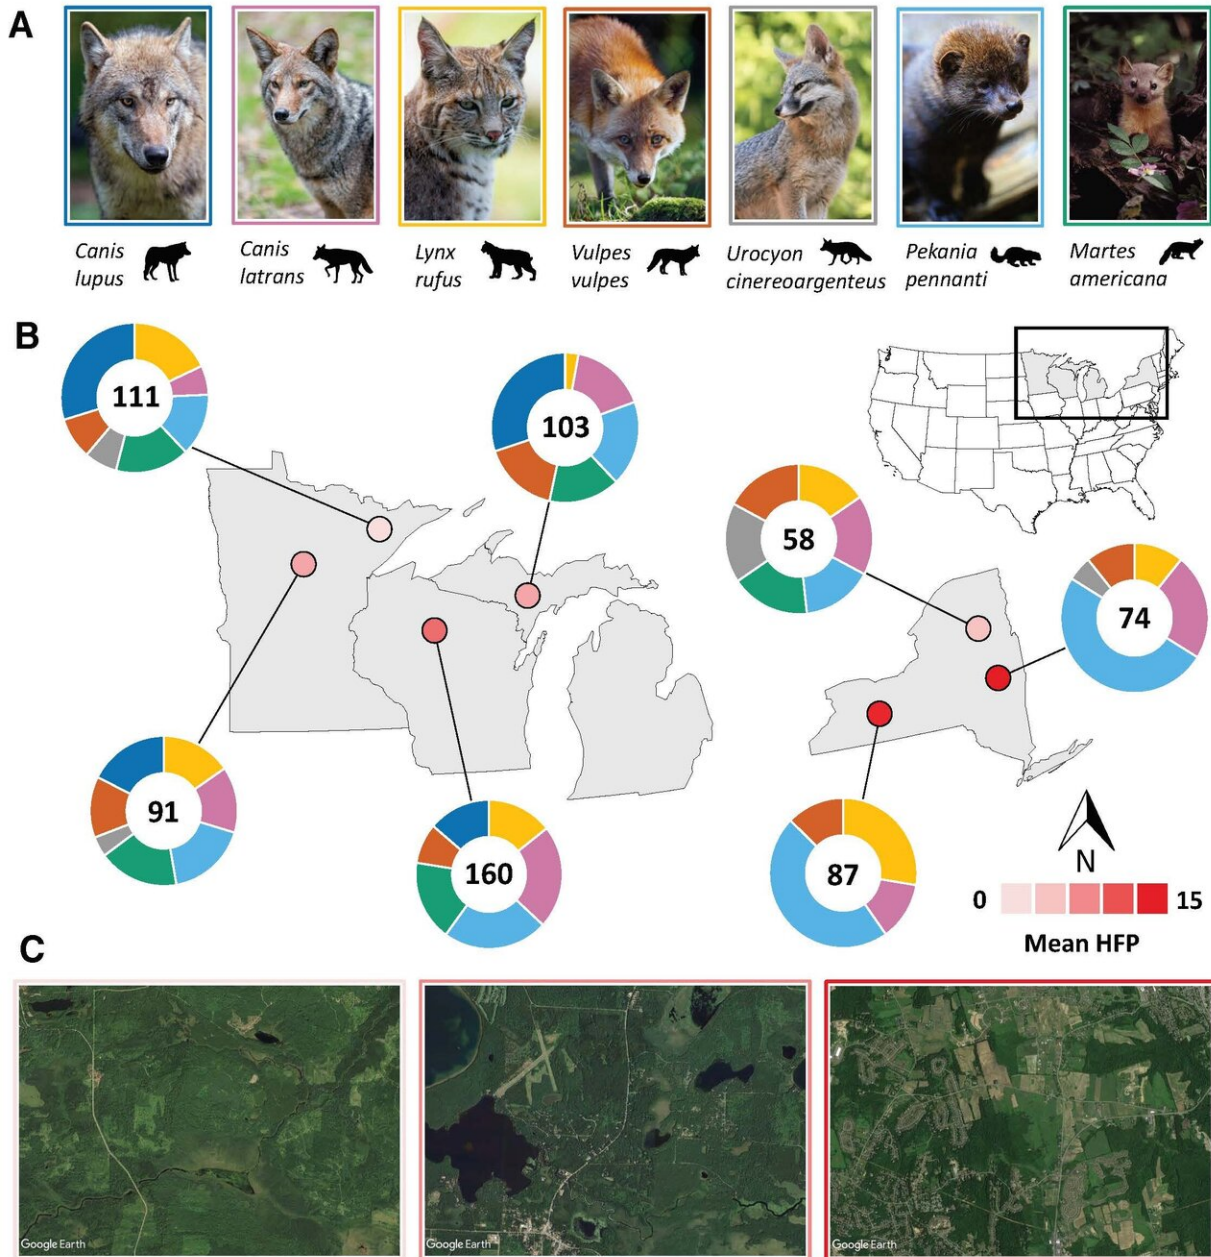 A
Canis
lupus
Canis
latrans
Lynx
rufus
Vulpes
vulpes
Urocyon
cinereoargenteus
Pekania
pennanti
Martes
americana
B
111
103
58
74
91
160
87
N
0
15
Mean HFP
C
Google Earth
Google Earth
Google Earth